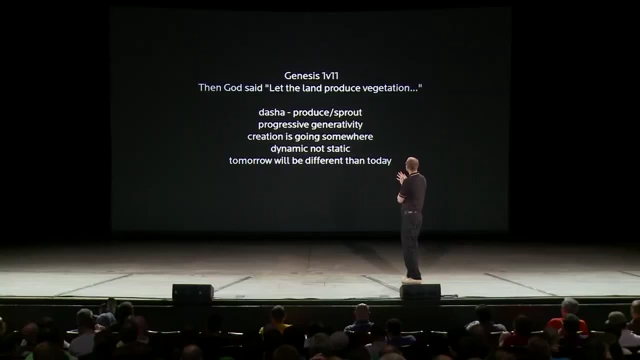 Genesis 1v11
Then God said "Let the land produce vegetation..."
dasha - produce/sprout
progressive generativity
creation is going somewhere
dynamic not static
tomorrow will be different than today